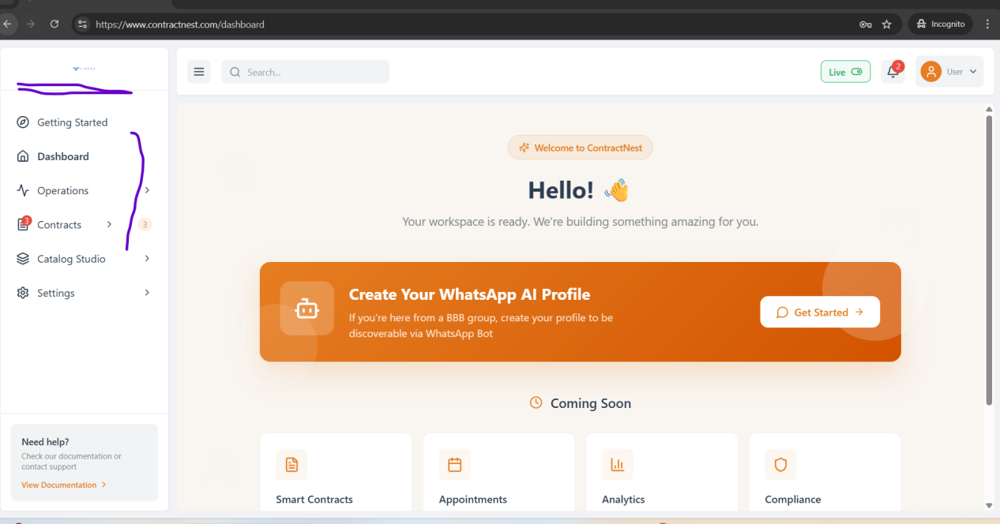 https://www.contractnest.com/dashboard
Incognito
Search...
Live
2
User
Getting Started
Dashboard
Operations
3
Contracts
3
Catalog Studio
Settings
Need help?
Check our documentation or
contact support
View Documentation
Welcome to ContractNest
Hello!
Your workspace is ready. We're building something amazing for you.
Create Your WhatsApp AI Profile
If you're here from a BBB group, create your profile to be
discoverable via WhatsApp Bot
Get Started
Coming Soon
Smart Contracts
Appointments
Analytics
Compliance